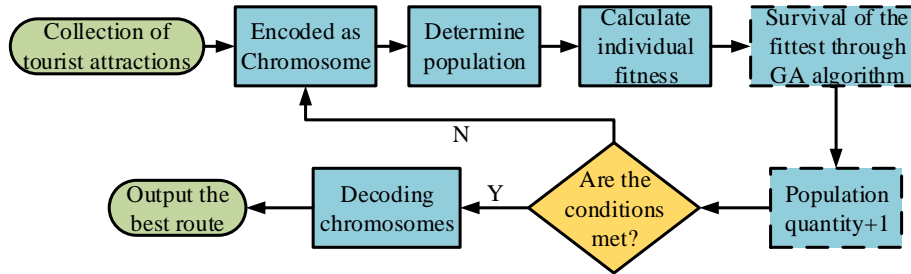 Collection of
tourist attractions
Encoded as
Chromosome
Determine
population
Calculate
individual
fitness
Survival of the
fittest through
GA algorithm
N
Output the
best route
Decoding
chromosomes
Y
Are the
conditions
met?
Population
quantity+1